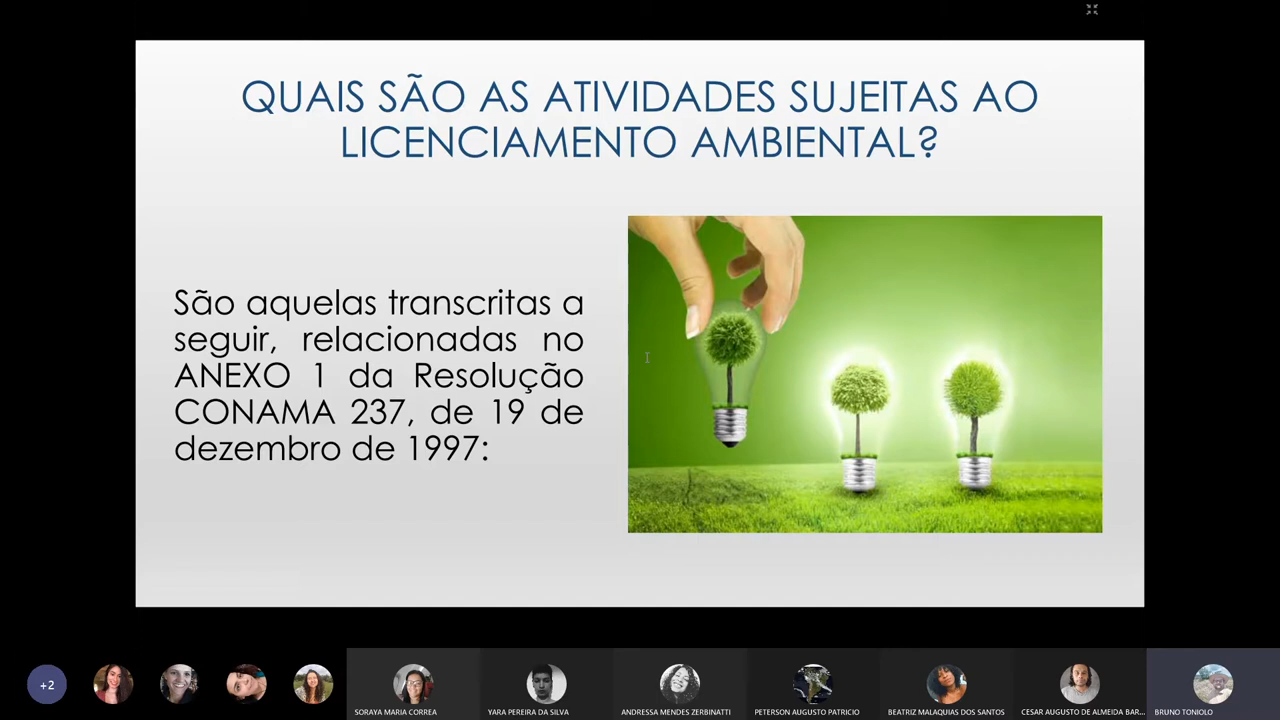 QUAIS SÃO AS ATIVIDADES SUJEITAS AO
LICENCIAMENTO AMBIENTAL?
São aquelas transcritas a
seguir, relacionadas no
ANEXO 1 da Resolução
CONAMA 237, de 19 de
dezembro de 1997:
+2
SORAYA MARIA CORREA
YARA PEREIRA DA SILVA
ANDRESSA MENDES ZERBINATTI
PETERSON AUGUSTO PATRICIO
BEATRIZ MALAQUIAS DOS SANTOS
CESAR AUGUSTO DE ALMEIDA BAR...
BRUNO TONIOLO